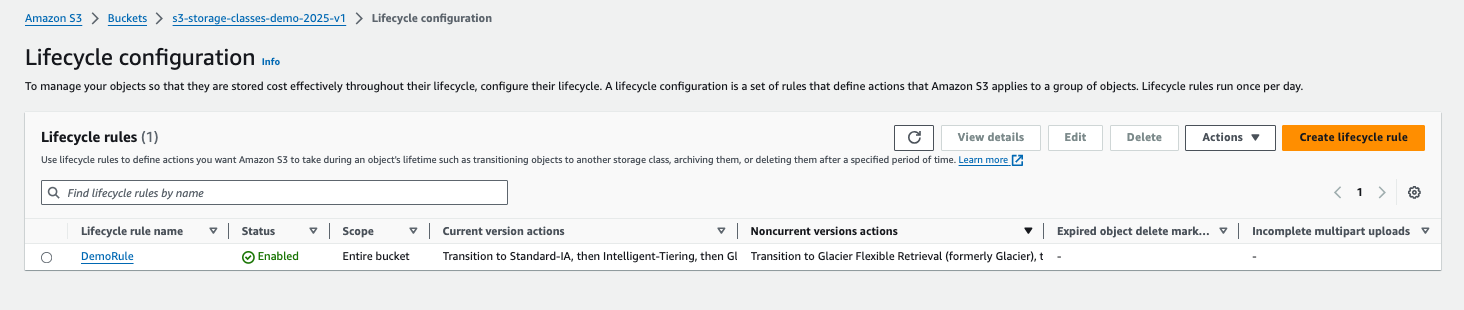 Amazon S3 > Buckets > s3-storage-classes-demo-2025-v1 > Lifecycle configuration
Lifecycle configuration Info
To manage your objects so that they are stored cost effectively throughout their lifecycle, configure their lifecycle. A lifecycle configuration is a set of rules that define actions that Amazon S3 applies to a group of objects. Lifecycle rules run once per day.
Lifecycle rules (1)
View details
Edit
Delete
Actions
Create lifecycle rule
Use lifecycle rules to define actions you want Amazon S3 to take during an object's lifetime such as transitioning objects to another storage class, archiving them, or deleting them after a specified period of time. Learn more
Find lifecycle rules by name
1
Lifecycle rule name Status Scope Current version actions Noncurrent versions actions Expired object delete mark... Incomplete multipart uploads
DemoRule Enabled Entire bucket Transition to Standard-IA, then Intelligent-Tiering, then Gl Transition to Glacier Flexible Retrieval (formerly Glacier), t - -